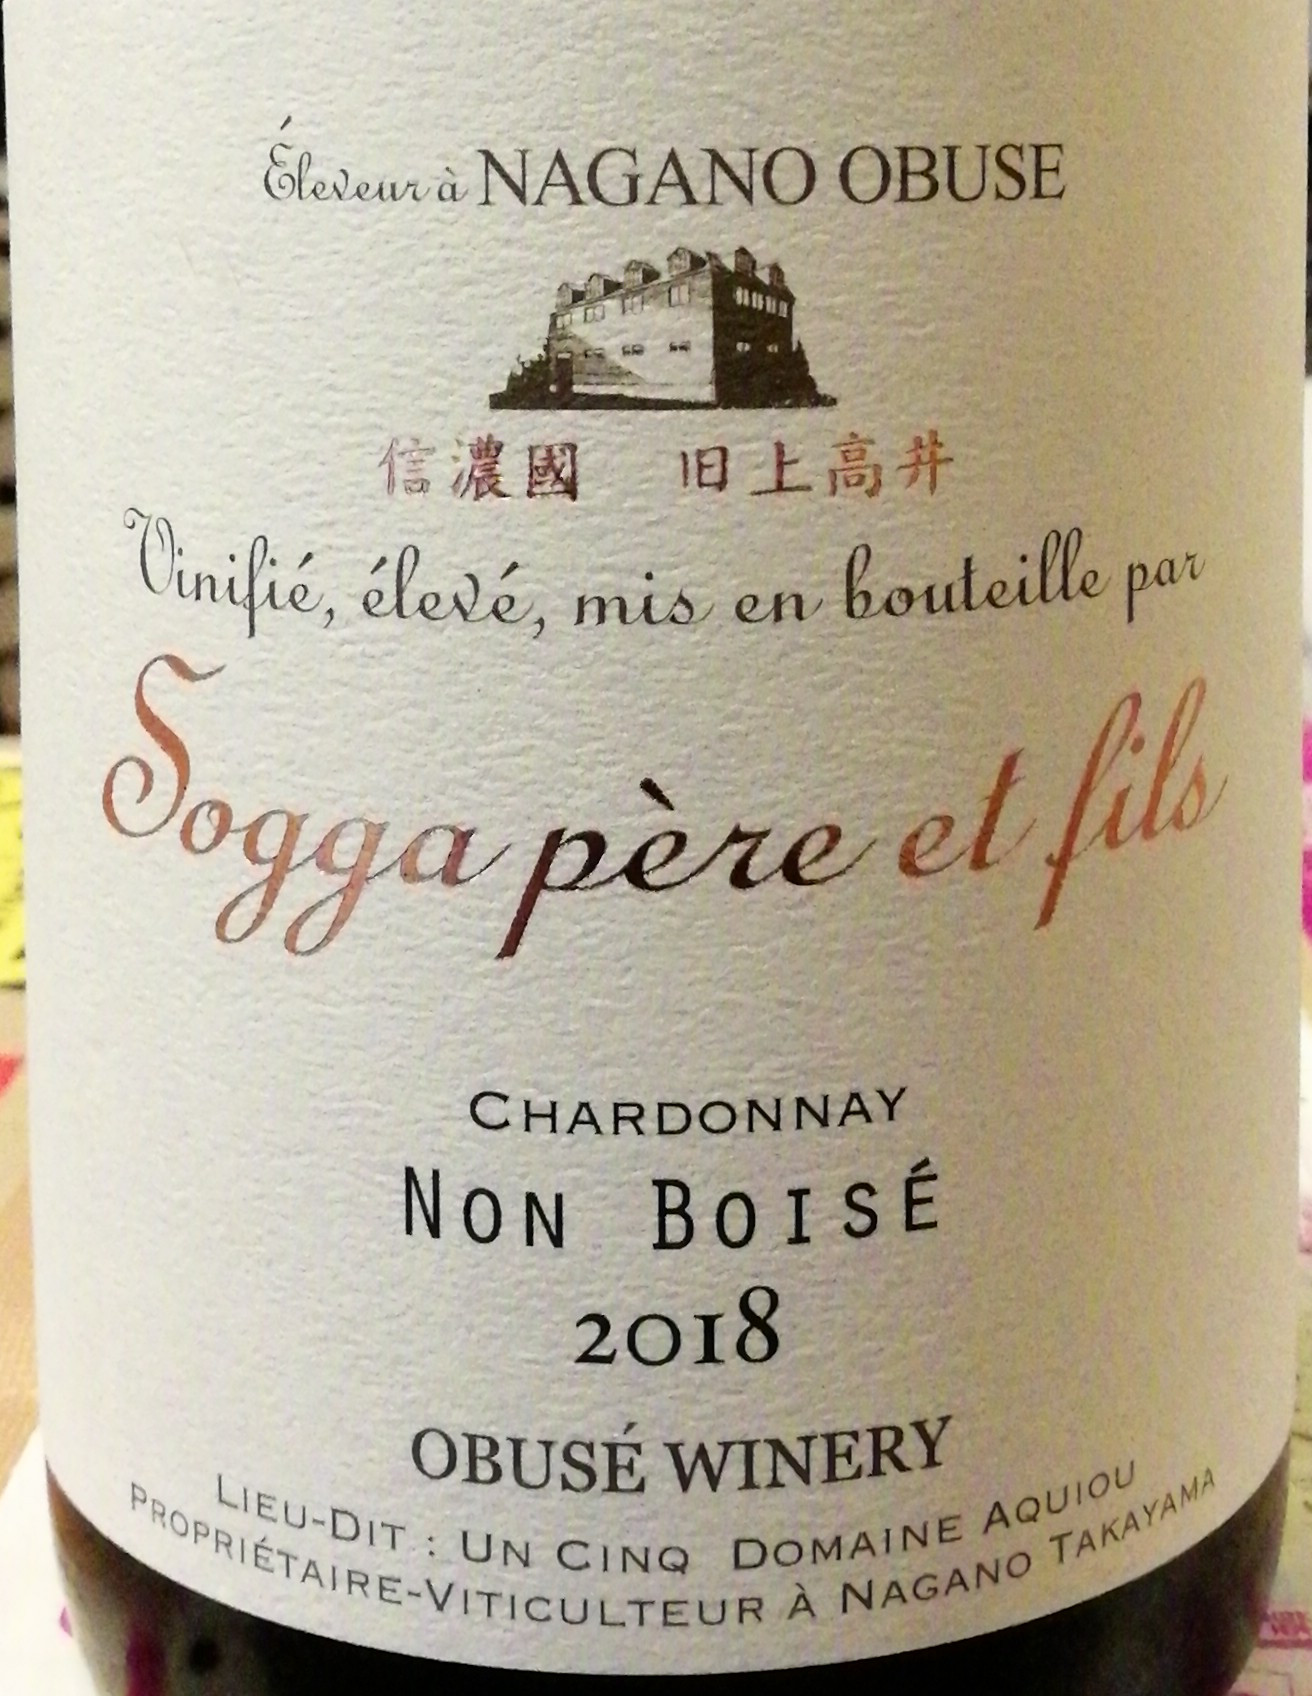 Éleveur à NAGANO OBUSE
信濃國 旧上高井
Vinifié, élevé, mis en bouteille par
Sogga père et fils
CHARDONNAY
NON BOISÉ
2018
OBUSÉ WINERY
LIEU-DIT : UN CINQ DOMAINE AQUIOU
PROPRIÉTAIRE-VITICULTEUR À NAGANO TAKAYAMA